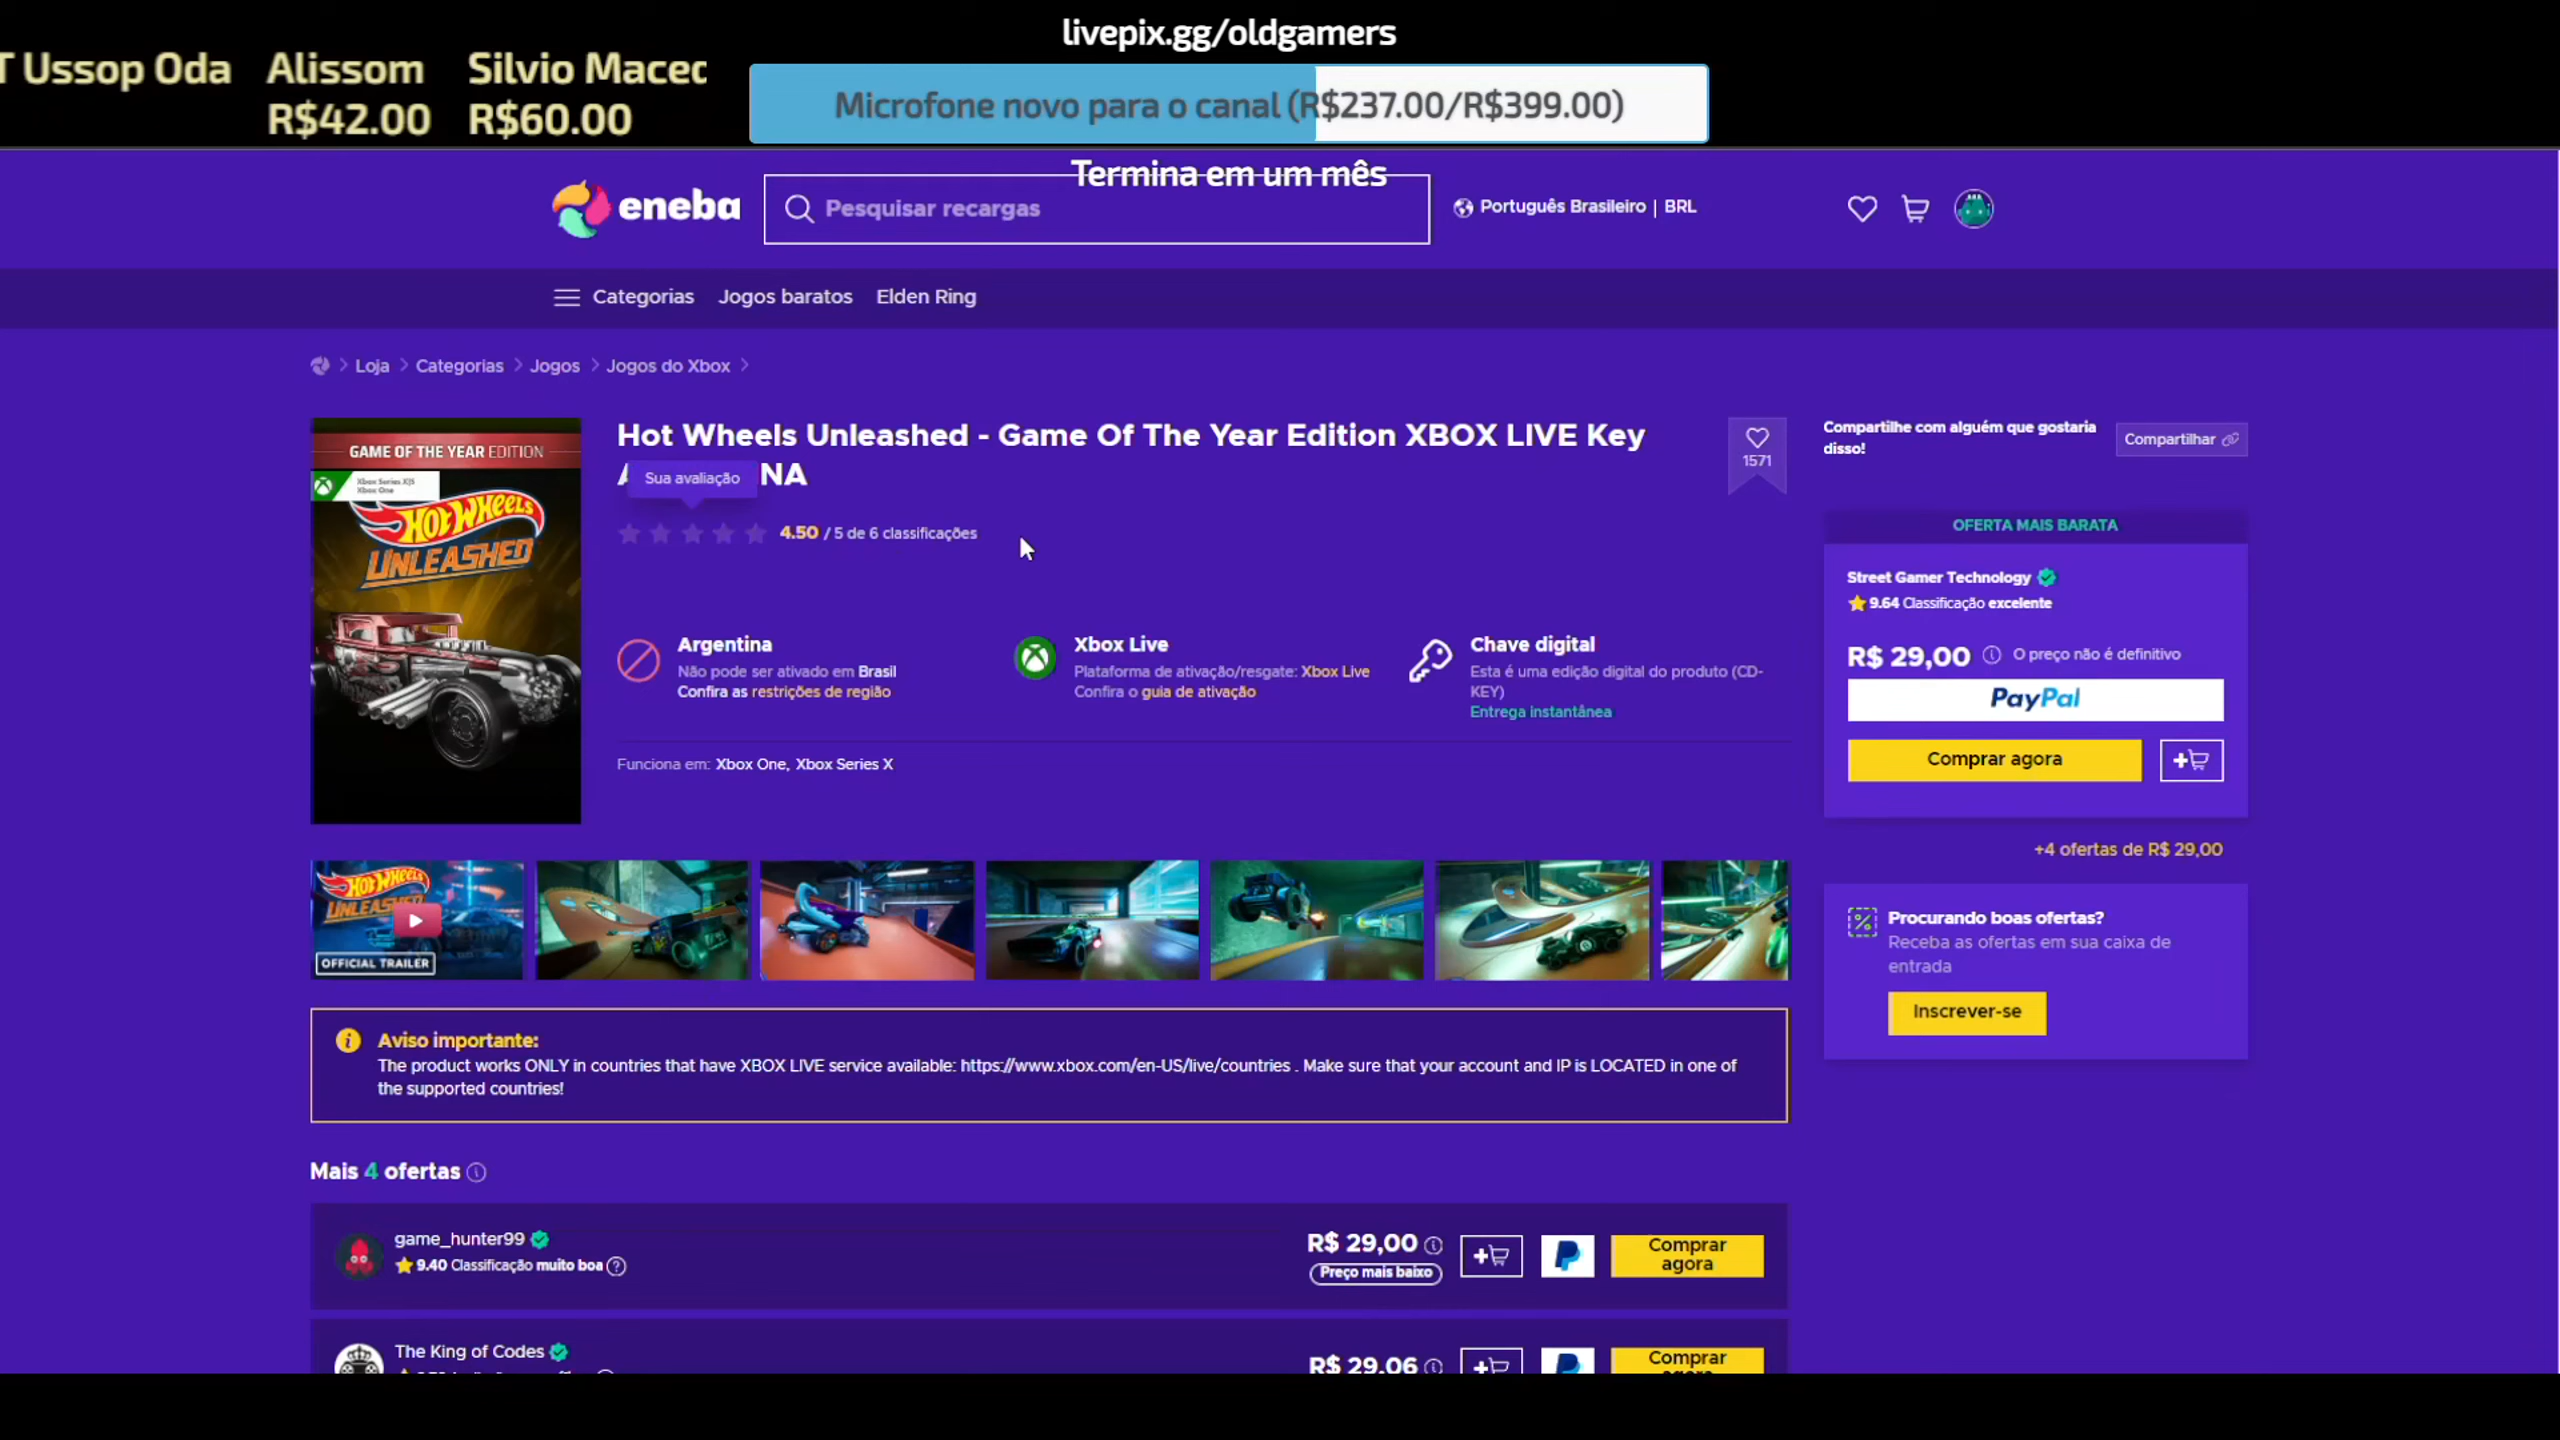 livepix.gg/oldgamers
T Ussop Oda
Alissom
R$42.00
Silvio Macec
R$60.00
Microfone novo para o canal (R$237.00/R$399.00)
Termina em um mês
eneba
Pesquisar recargas
Português Brasileiro | BRL
Categorias
Jogos baratos
Elden Ring
Loja
Categorias
Jogos
Jogos do Xbox
GAME OF THE YEAR EDITION
Xbox Series X|S
Xbox One
HOT WHEELS
UNLEASHED
Hot Wheels Unleashed - Game Of The Year Edition XBOX LIVE Key
NA
Sua avaliação
4.50 / 5 de 6 classificações
1571
Argentina
Não pode ser ativado em Brasil
Confira as restrições de região
Xbox Live
Plataforma de ativação/resgate: Xbox Live
Confira o guia de ativação
Chave digital
Esta é uma edição digital do produto (CD-
KEY)
Entrega instantânea
Funciona em: Xbox One, Xbox Series X
Compartilhe com alguém que gostaria
disso!
Compartilhar
OFERTA MAIS BARATA
Street Gamer Technology
9.64 Classificação excelente
R$ 29,00
O preço não é definitivo
PayPal
Comprar agora
+4 ofertas de R$ 29,00
Procurando boas ofertas?
Receba as ofertas em sua caixa de
entrada
Inscrever-se
HOT WHEELS
UNLEASHED
OFFICIAL TRAILER
Aviso importante:
The product works ONLY in countries that have XBOX LIVE service available: https://www.xbox.com/en-US/live/countries . Make sure that your account and IP is LOCATED in one of
the supported countries!
Mais 4 ofertas
game_hunter99
9.40 Classificação muito boa
R$ 29,00
Preço mais baixo
Comprar
agora
The King of Codes
R$ 29,06
Comprar